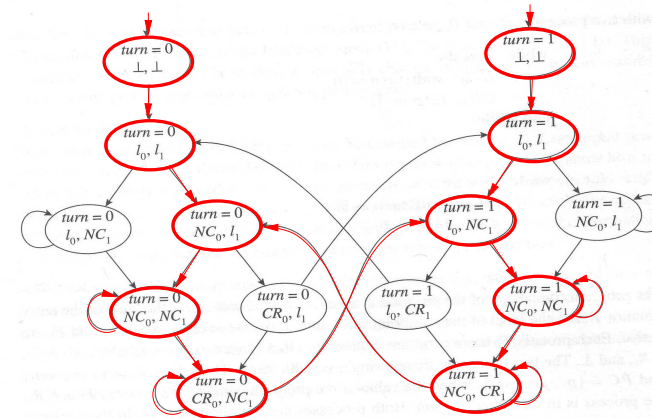 turn = 0
⊥, ⊥
turn = 1
⊥, ⊥
turn = 0
l₀, l₁
turn = 1
l₀, l₁
turn = 0
l₀, NC₁
turn = 0
NC₀, l₁
turn = 1
l₀, NC₁
turn = 1
NC₀, l₁
turn = 0
NC₀, NC₁
turn = 0
CR₀, l₁
turn = 1
l₀, CR₁
turn = 1
NC₀, NC₁
turn = 0
CR₀, NC₁
turn = 1
NC₀, CR₁